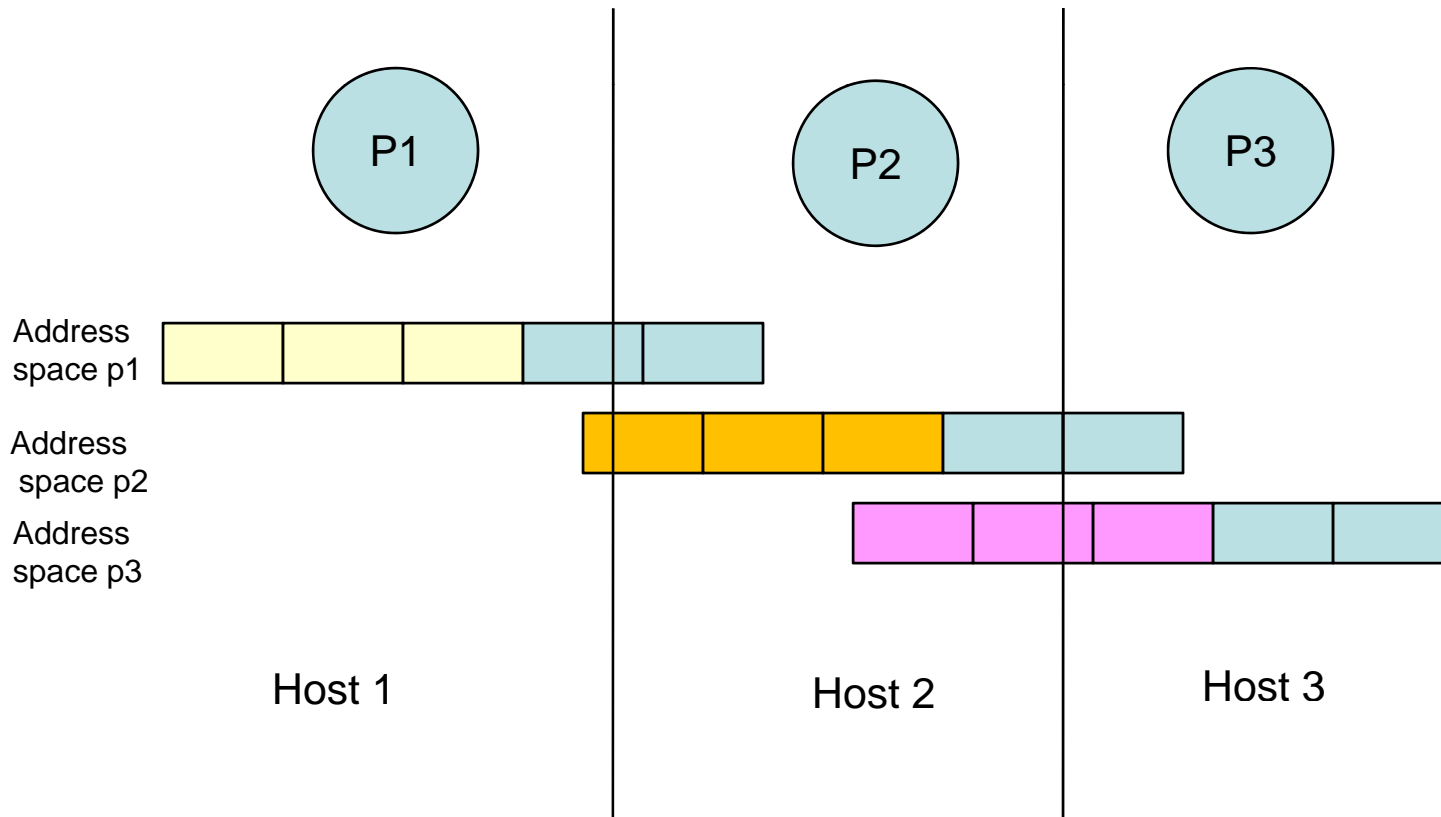 P1
P2
P3
Address
space p1
Address
space p2
Address
space p3
Host 1
Host 2
Host 3